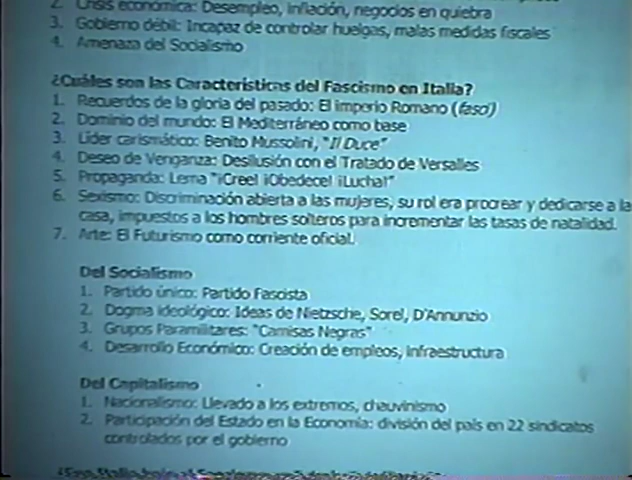 2. Crisis económica: Desempleo, inflación, negocios en quiebra
3. Gobierno débil: Incapaz de controlar huelgas, malas medidas fiscales
4. Amenaza del Socialismo
¿Cuáles son las Características del Fascismo en Italia?
1. Recuerdos de la gloria del pasado: El imperio Romano (fasci)
2. Dominio del mundo: El Mediterráneo como base
3. Líder carismático: Benito Mussolini, "Il Duce"
4. Deseo de Venganza: Desilusión con el Tratado de Versalles
5. Propaganda: Lema "¡Cree! ¡Obedece! ¡Lucha!"
6. Sexismo: Discriminación abierta a las mujeres, su rol era procrear y dedicarse a la
casa, impuestos a los hombres solteros para incrementar las tasas de natalidad.
7. Arte: El Futurismo como corriente oficial.
Del Socialismo
1. Partido único: Partido Fascista
2. Dogma ideológico: Ideas de Nietzsche, Sorel, D'Annunzio
3. Grupos Paramilitares: "Camisas Negras"
4. Desarrollo Económico: Creación de empleos, infraestructura
Del Capitalismo
1. Nacionalismo: Llevado a los extremos, chauvinismo
2. Participación del Estado en la Economía: división del país en 22 sindicatos
controlados por el gobierno